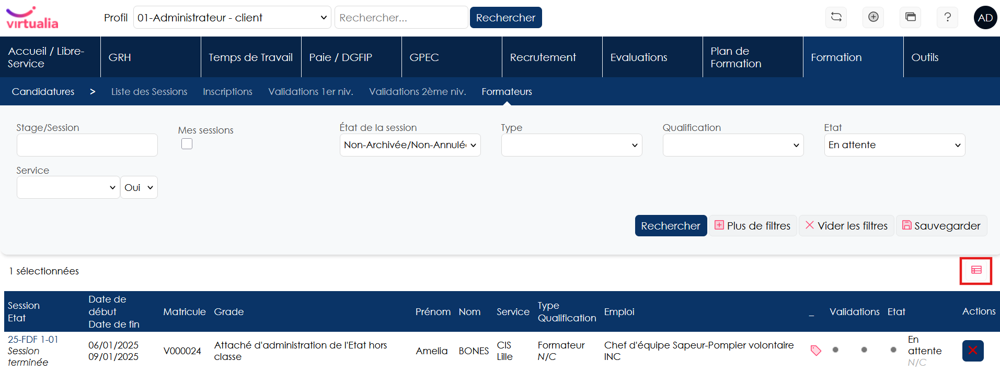 virtualia
Profil 01-Administrateur - client Rechercher... Rechercher ? AD
Accueil / Libre-
Service
GRH
Temps de Travail
Paie / DGFIP
GPEC
Recrutement
Evaluations
Plan de
Formation
Formation
Outils
Candidatures > Liste des Sessions Inscriptions Validations 1er niv. Validations 2ème niv. Formateurs
Stage/Session
Mes sessions
État de la session
Non-Archivée/Non-Annulé
Type
Qualification
Etat
En attente
Service
Oui
Rechercher Plus de filtres Vider les filtres Sauvegarder
1 sélectionnées
Session
Etat
Date de
début
Date de fin
Matricule
Grade
Prénom
Nom
Service
Type
Qualification
Emploi
_
Validations
Etat
Actions
25-FDF 1-01
Session
terminée
06/01/2025
09/01/2025
V000024
Attaché d'administration de l'Etat hors
classe
Amelia
BONES
CIS
Lille
Formateur
N/C
Chef d'équipe Sapeur-Pompier volontaire
INC
En
attente
N/C